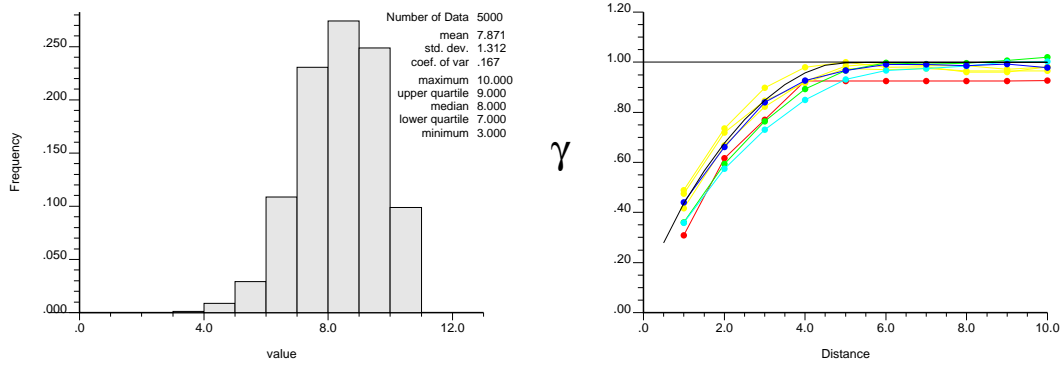 Frequency
value
.0
4.0
8.0
12.0
.000
.050
.100
.150
.200
.250
Number of Data 5000
mean 7.871
std. dev. 1.312
coef. of var .167
maximum 10.000
upper quartile 9.000
median 8.000
lower quartile 7.000
minimum 3.000
γ
Distance
.0
2.0
4.0
6.0
8.0
10.0
.00
.20
.40
.60
.80
1.00
1.20